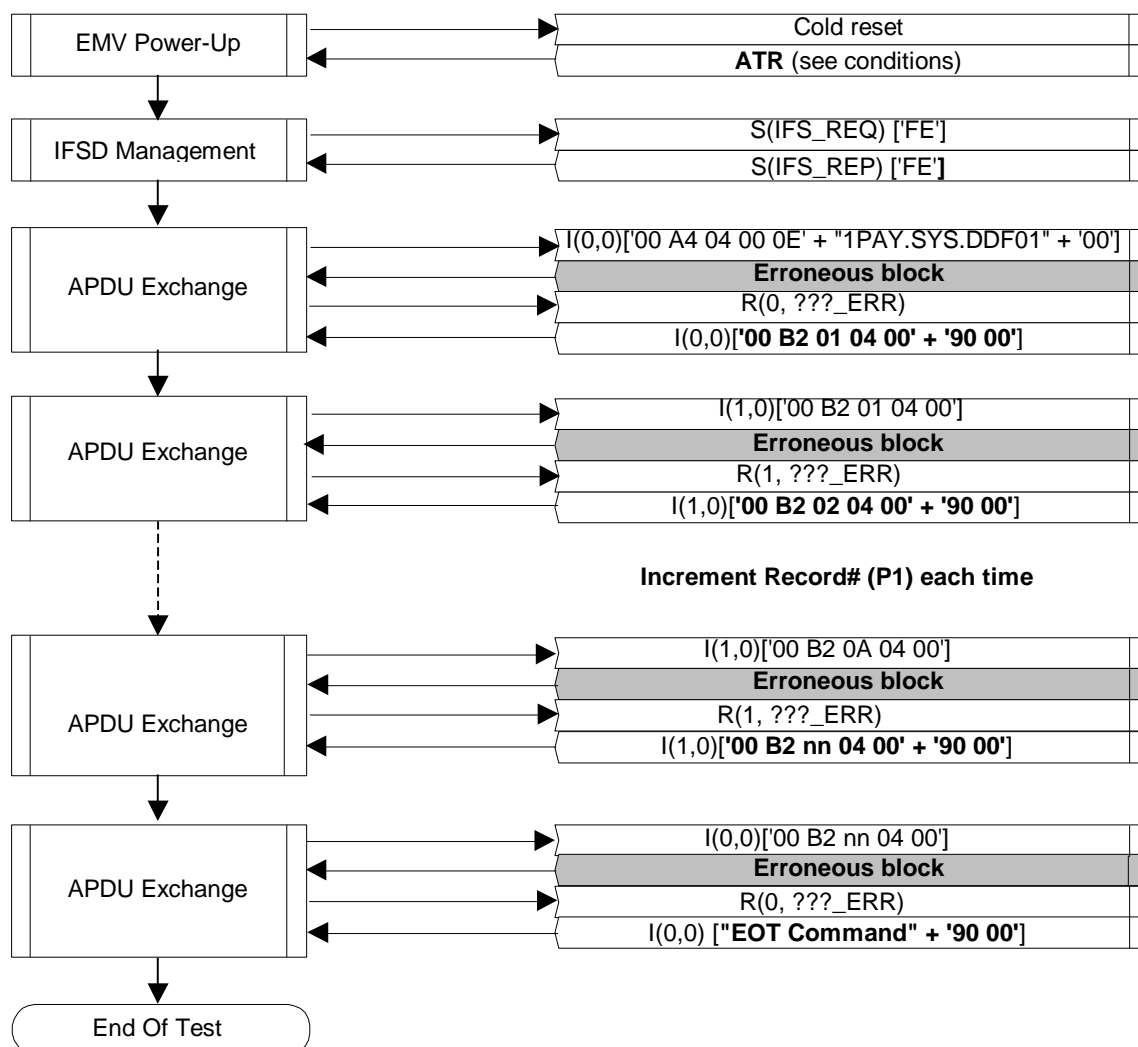 EMV Power-Up
Cold reset
ATR (see conditions)
IFSD Management
S(IFS_REQ) ['FE']
S(IFS_REP) ['FE']
APDU Exchange
I(0,0)['00 A4 04 00 0E' + "1PAY.SYS.DDF01" + '00']
Erroneous block
R(0, ???_ERR)
I(0,0)['00 B2 01 04 00' + '90 00']
APDU Exchange
I(1,0)['00 B2 01 04 00']
Erroneous block
R(1, ???_ERR)
I(1,0)['00 B2 02 04 00' + '90 00']
Increment Record# (P1) each time
APDU Exchange
I(1,0)['00 B2 0A 04 00']
Erroneous block
R(1, ???_ERR)
I(1,0)['00 B2 nn 04 00' + '90 00']
APDU Exchange
I(0,0)['00 B2 nn 04 00']
Erroneous block
R(0, ???_ERR)
I(0,0) ["EOT Command" + '90 00']
End Of Test